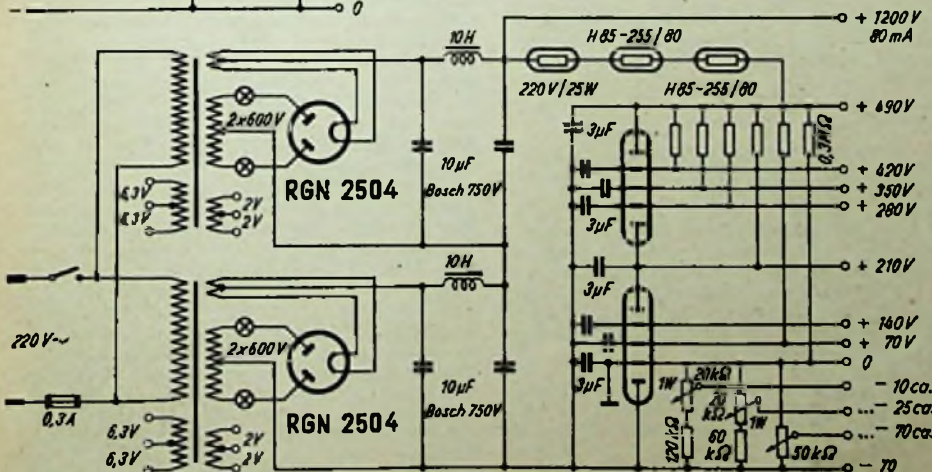 0
+ 1200V
80mA
10H
H85-255/80
220V/25W
H85-255/80
2x600V
RGN 2504
10µF
Bosch 750V
3µF
+ 490V
0,3MΩ
+ 420V
+ 350V
+ 280V
3µF
6,3V
6,3V
2V
2V
10H
3µF
+ 210V
220V~
2x600V
RGN 2504
10µF
Bosch 750V
+ 140V
+ 70V
0
3µF
0,3A
1W
20kΩ
20
kΩ
1W
- 10ca.
... - 25ca.
... - 70ca.
6,3V
6,3V
2V
2V
120kΩ
60
kΩ
50kΩ
- 70